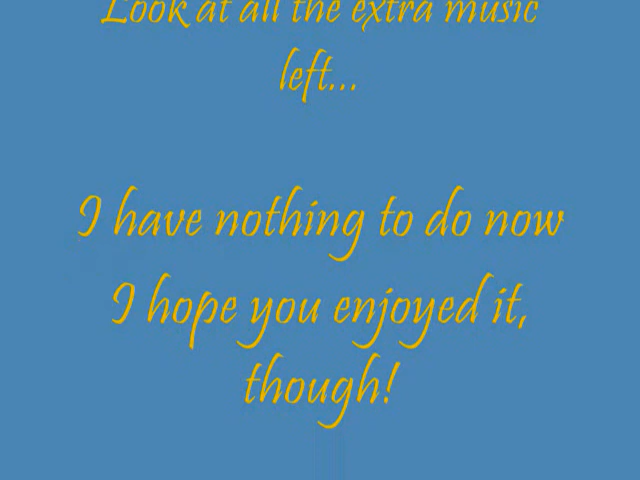 Look at all the extra music
left...
I have nothing to do now
I hope you enjoyed it,
though!